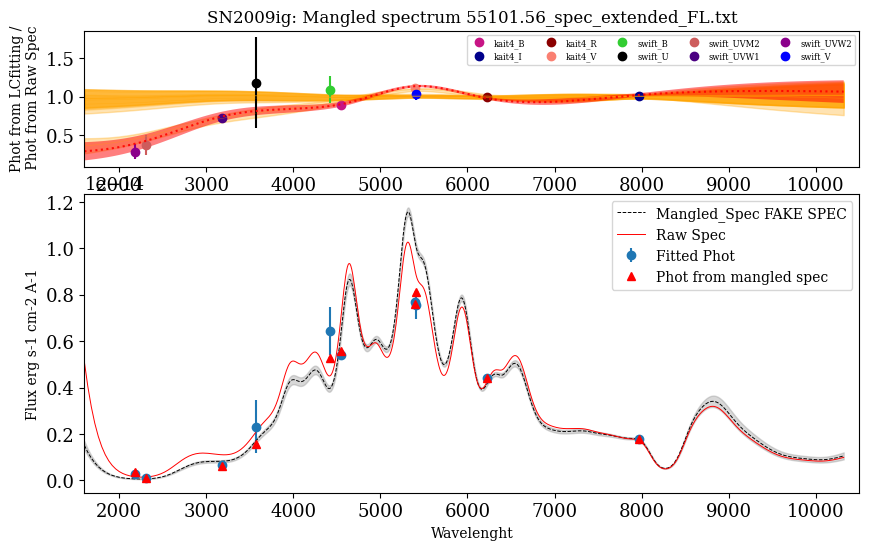 SN2009ig: Mangled spectrum 55101.56_spec_extended_FL.txt
Phot from LCfitting /
Phot from Raw Spec
1.5
1.0
0.5
kait4_B
kait4_R
swift_B
swift_UVM2
swift_UVW2
kait4_I
kait4_V
swift_U
swift_UVW1
swift_V
2000 3000 4000 5000 6000 7000 8000 9000 10000
1e−14
Flux erg s-1 cm-2 A-1
1.2
1.0
0.8
0.6
0.4
0.2
0.0
Mangled_Spec FAKE SPEC
Raw Spec
Fitted Phot
Phot from mangled spec
2000 3000 4000 5000 6000 7000 8000 9000 10000
Wavelenght